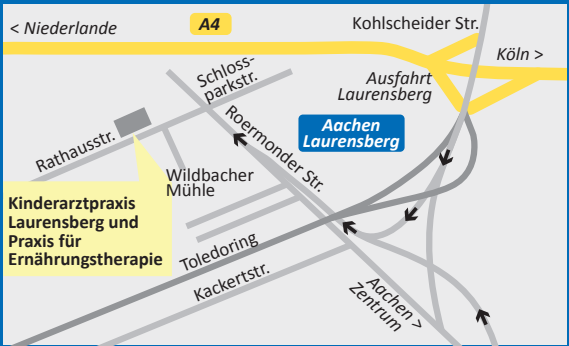 < Niederlande
A4
Kohlscheider Str.
Köln >
Ausfahrt
Laurensberg
Schloss-
parkstr.
Roermonder Str.
Aachen
Laurensberg
Rathausstr.
Wildbacher
Mühle
Kinderarztpraxis
Laurensberg und
Praxis für
Ernährungstherapie
Toledoring
Kackertstr.
Aachen >
Zentrum